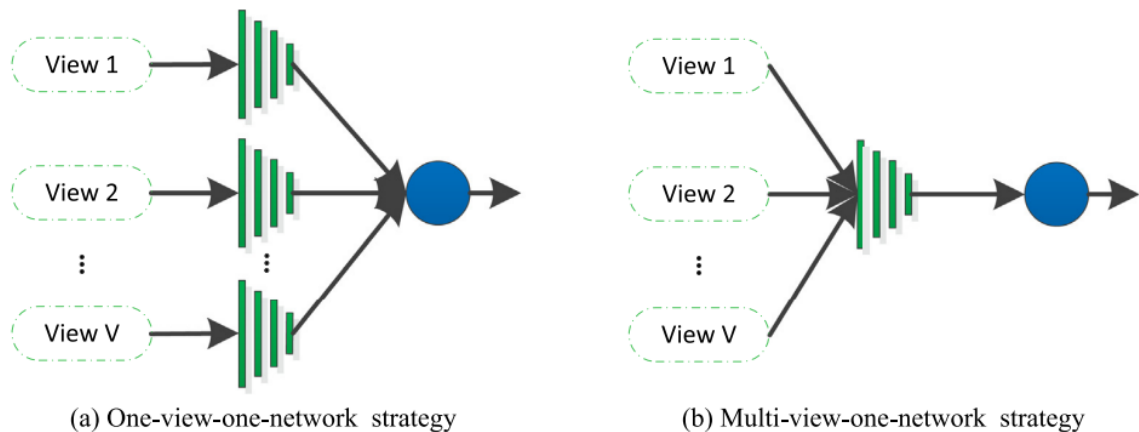 View 1
View 2
⋮
⋮
View V
(a) One-view-one-network strategy
View 1
View 2
⋮
View V
(b) Multi-view-one-network strategy